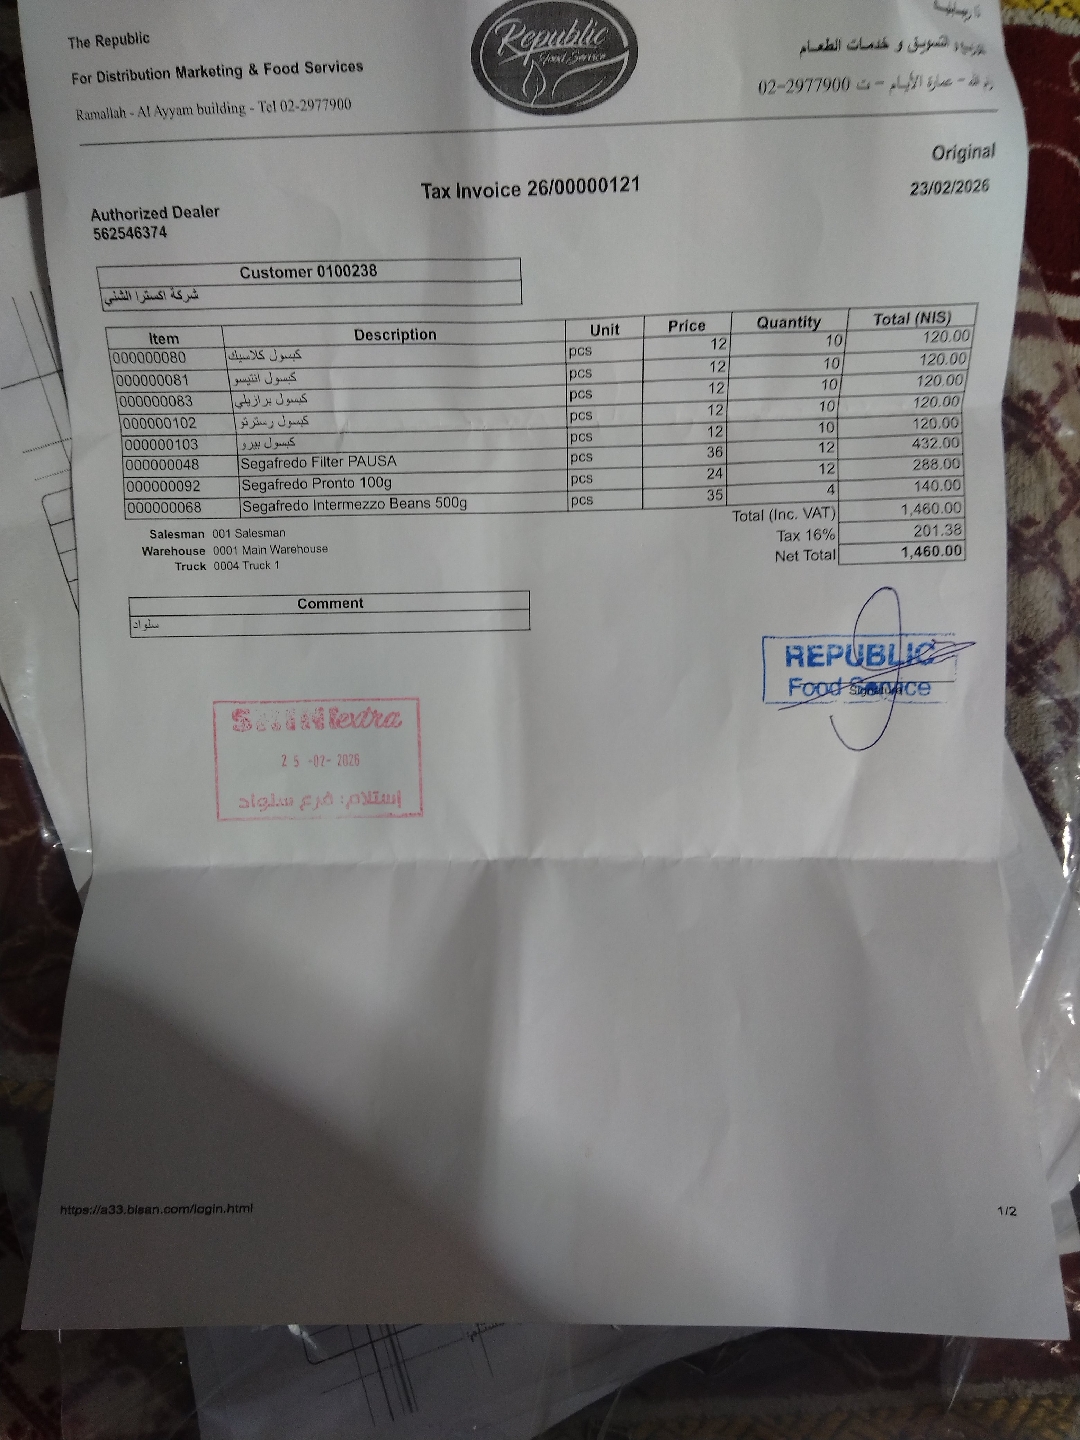 The Republic
For Distribution Marketing & Food Services
Ramallah - Al Ayyam building - Tel 02-2977900
Republic
Food Service
التسويق و خدمات الطعام
عمارة الأيام - ت 02-2977900
Original
23/02/2026
Tax Invoice 26/00000121
Authorized Dealer
562546374
Customer 0100238
شركة اكسترا الشني
Item Description Unit Price Quantity Total (NIS)
000000080 كبسول كلاسيك pcs 12 10 120.00
000000081 كبسول انتيسو pcs 12 10 120.00
000000083 كبسول برازيلي pcs 12 10 120.00
000000102 كبسول رسترتو pcs 12 10 120.00
000000103 كبسول بيرو pcs 12 10 120.00
000000048 Segafredo Filter PAUSA pcs 36 12 432.00
000000092 Segafredo Pronto 100g pcs 24 12 288.00
000000068 Segafredo Intermezzo Beans 500g pcs 35 4 140.00
Total (Inc. VAT) 1,460.00
Tax 16% 201.38
Net Total 1,460.00
Salesman 001 Salesman
Warehouse 0001 Main Warehouse
Truck 0004 Truck 1
Comment
سلواد
REPUBLIC
Food Service
Signature
extra
25-02-2026
إستلام: فرع سلواد
https://a33.bisan.com/login.html
1/2